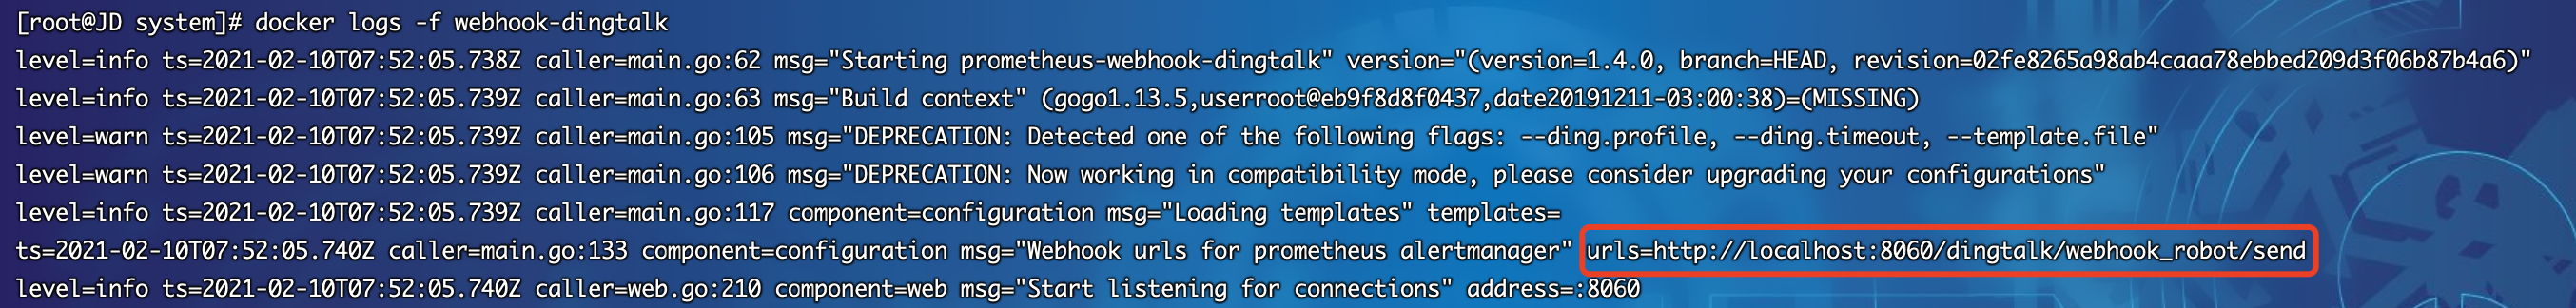 [root@JD system]# docker logs -f webhook-dingtalk
level=info ts=2021-02-10T07:52:05.738Z caller=main.go:62 msg="Starting prometheus-webhook-dingtalk" version="(version=1.4.0, branch=HEAD, revision=02fe8265a98ab4caaa78ebbed209d3f06b87b4a6)"
level=info ts=2021-02-10T07:52:05.739Z caller=main.go:63 msg="Build context" (gogo1.13.5,userroot@eb9f8d8f0437,date20191211-03:00:38)=(MISSING)
level=warn ts=2021-02-10T07:52:05.739Z caller=main.go:105 msg="DEPRECATION: Detected one of the following flags: --ding.profile, --ding.timeout, --template.file"
level=warn ts=2021-02-10T07:52:05.739Z caller=main.go:106 msg="DEPRECATION: Now working in compatibility mode, please consider upgrading your configurations"
level=info ts=2021-02-10T07:52:05.739Z caller=main.go:117 component=configuration msg="Loading templates" templates=
ts=2021-02-10T07:52:05.740Z caller=main.go:133 component=configuration msg="Webhook urls for prometheus alertmanager" urls=http://localhost:8060/dingtalk/webhook_robot/send
level=info ts=2021-02-10T07:52:05.740Z caller=web.go:210 component=web msg="Start listening for connections" address=:8060